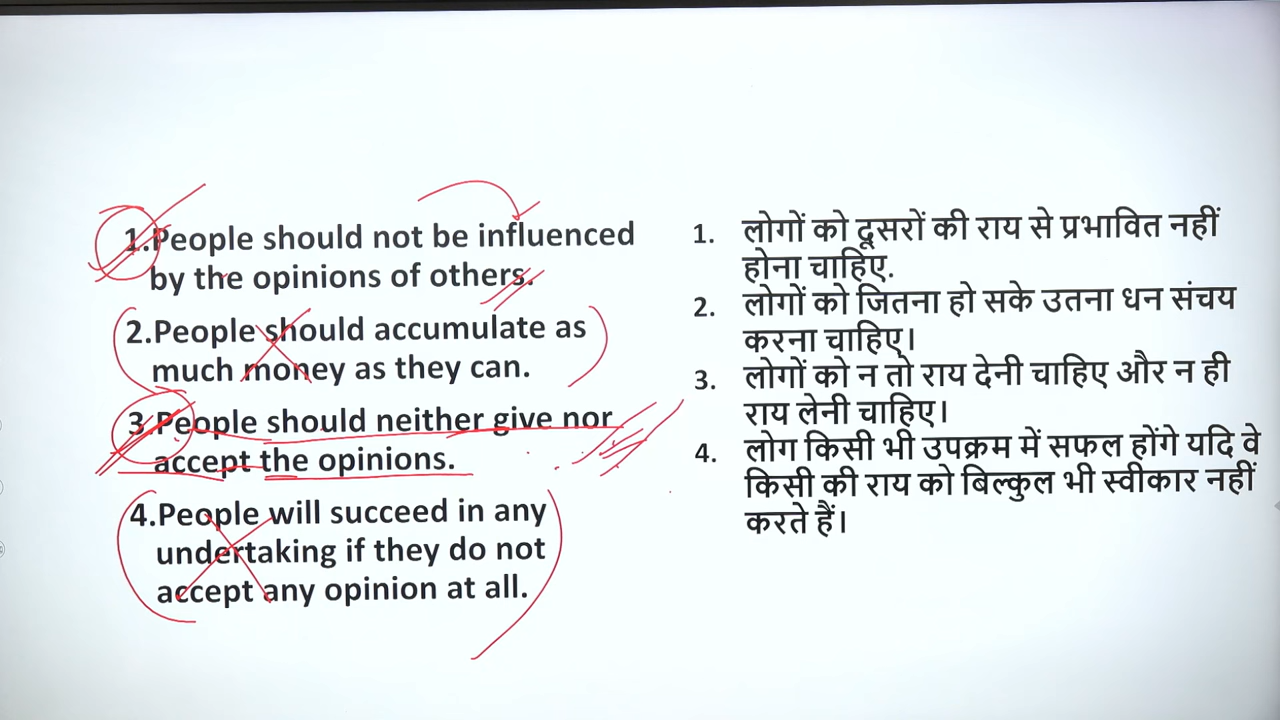 1.People should not be influenced
by the opinions of others.
2.People should accumulate as
much money as they can.
3.People should neither give nor
accept the opinions.
4.People will succeed in any
undertaking if they do not
accept any opinion at all.
1. लोगों को दूसरों की राय से प्रभावित नहीं
होना चाहिए.
2. लोगों को जितना हो सके उतना धन संचय
करना चाहिए।
3. लोगों को न तो राय देनी चाहिए और न ही
राय लेनी चाहिए।
4. लोग किसी भी उपक्रम में सफल होंगे यदि वे
किसी की राय को बिल्कुल भी स्वीकार नहीं
करते हैं।